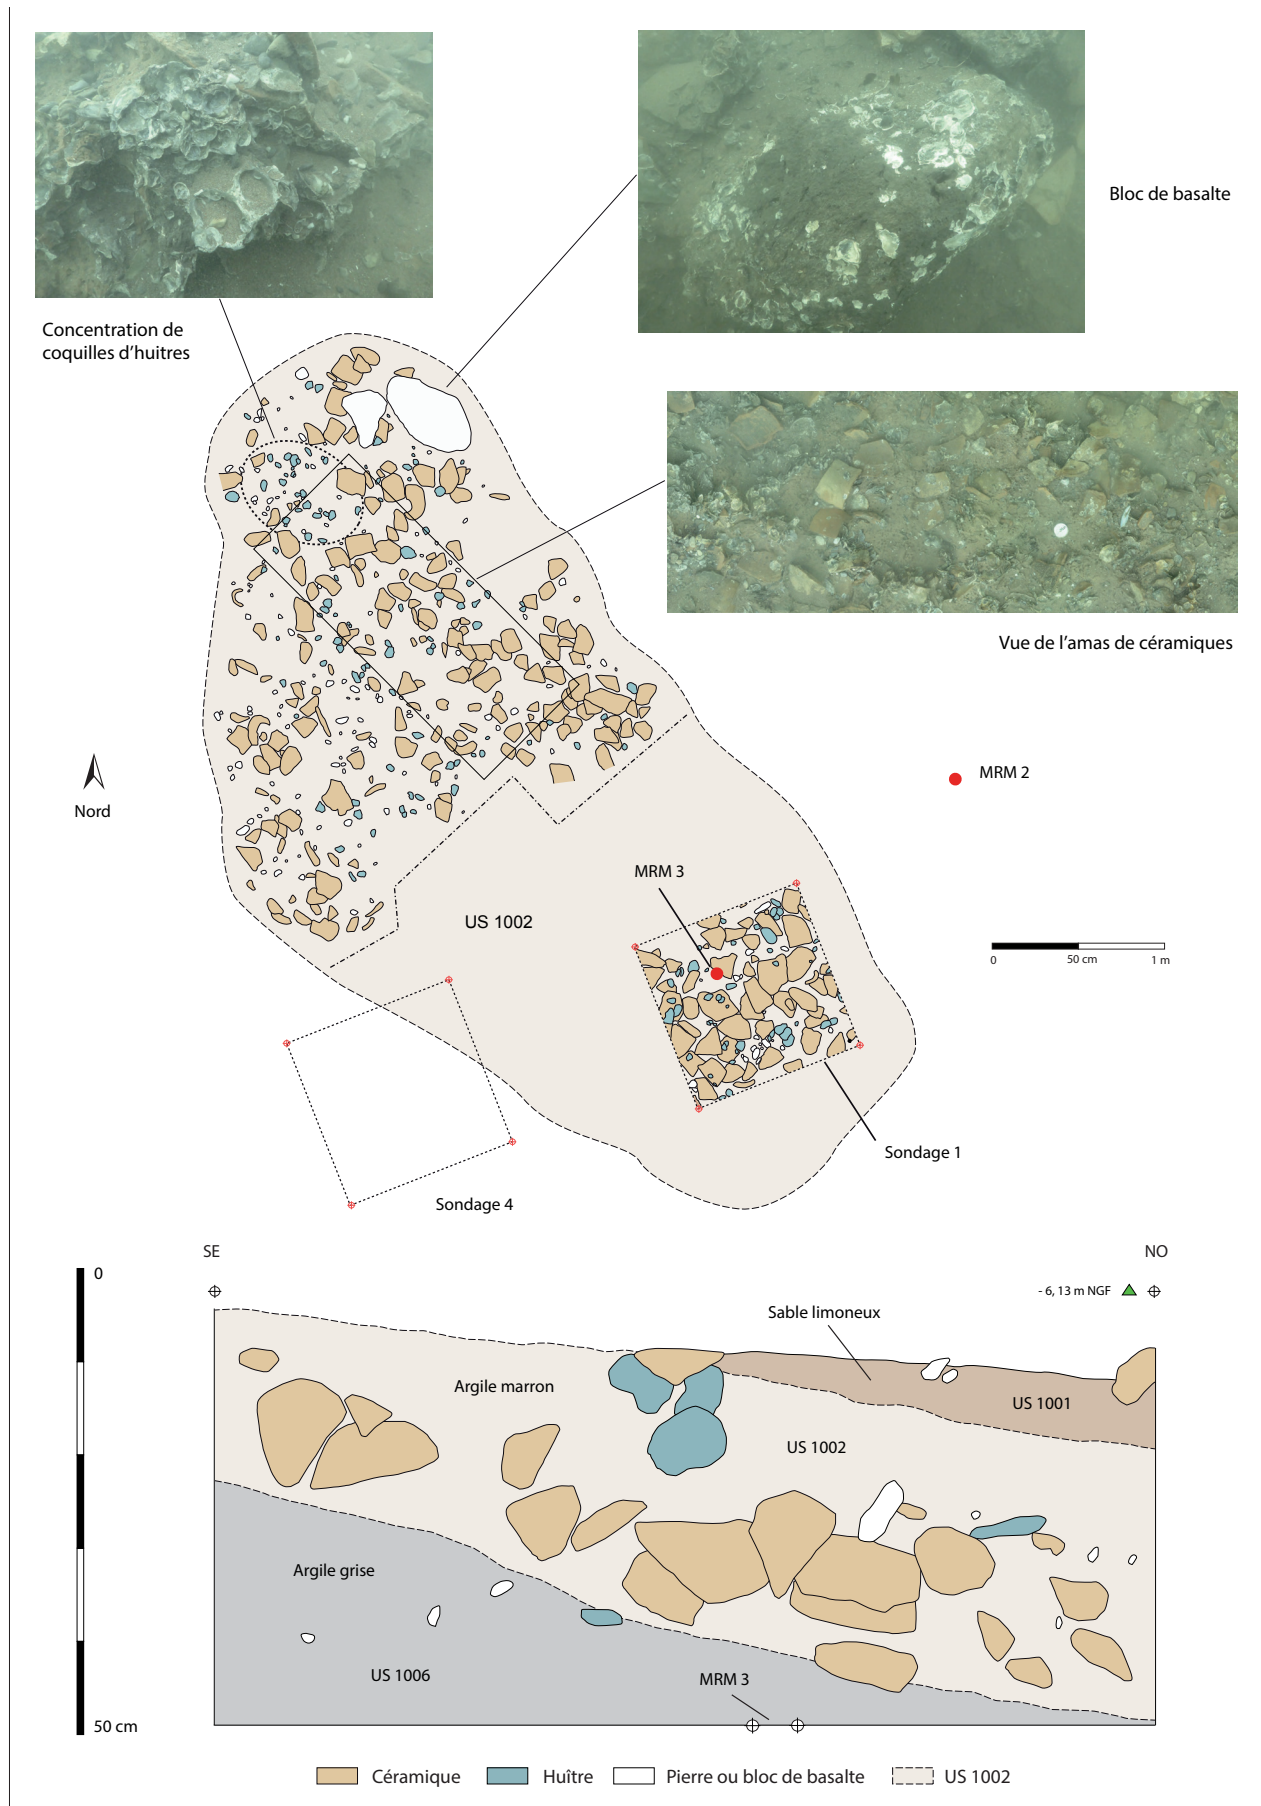 Bloc de basalte
Concentration de
coquilles d'huitres
Vue de l'amas de céramiques
MRM 2
Nord
MRM 3
US 1002
0
50 cm
1 m
Sondage 1
Sondage 4
SE
NO
0
- 6, 13 m NGF
Sable limoneux
Argile marron
US 1001
US 1002
Argile grise
US 1006
MRM 3
50 cm
Céramique
Huître
Pierre ou bloc de basalte
US 1002